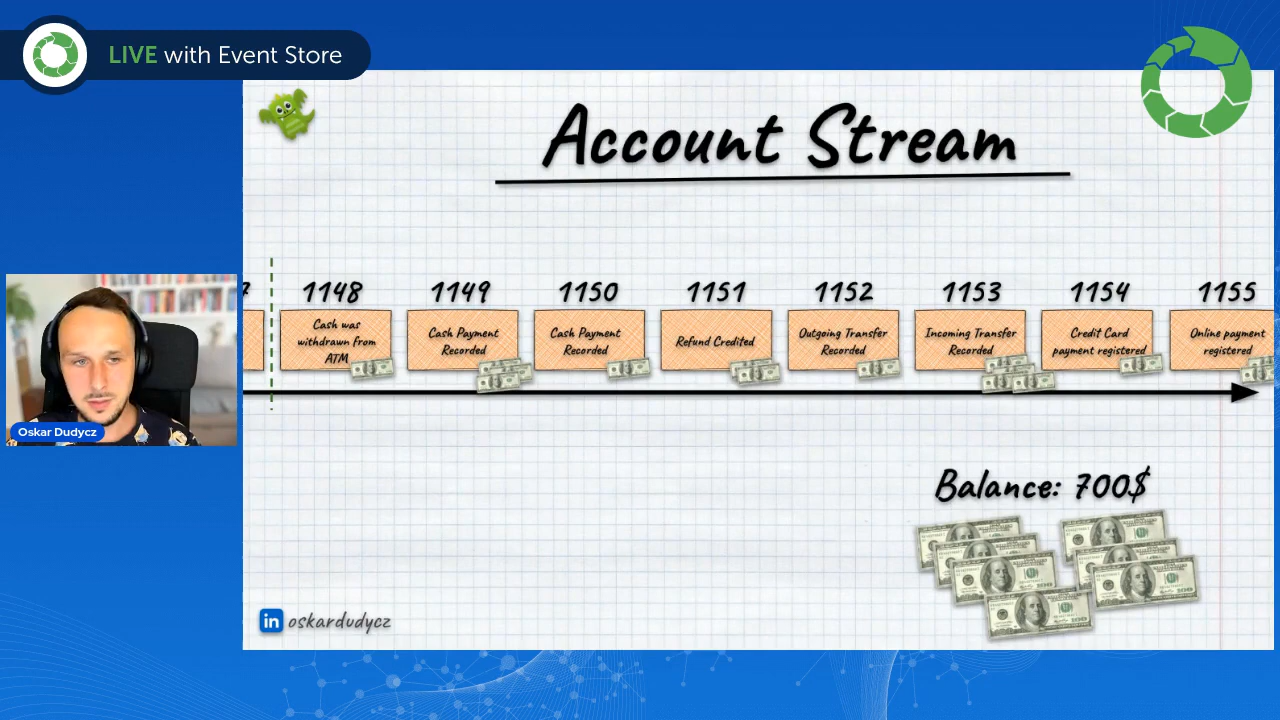 LIVE with Event Store
Account Stream
7
1148
1149
1150
1151
1152
1153
1154
1155
Cash was
withdrawn from
ATM
Cash Payment
Recorded
Cash Payment
Recorded
Refund Credited
Outgoing Transfer
Recorded
Incoming Transfer
Recorded
Credit Card
payment registered
Online payment
registered
Balance: 700$
Oskar Dudycz
in oskardudycz